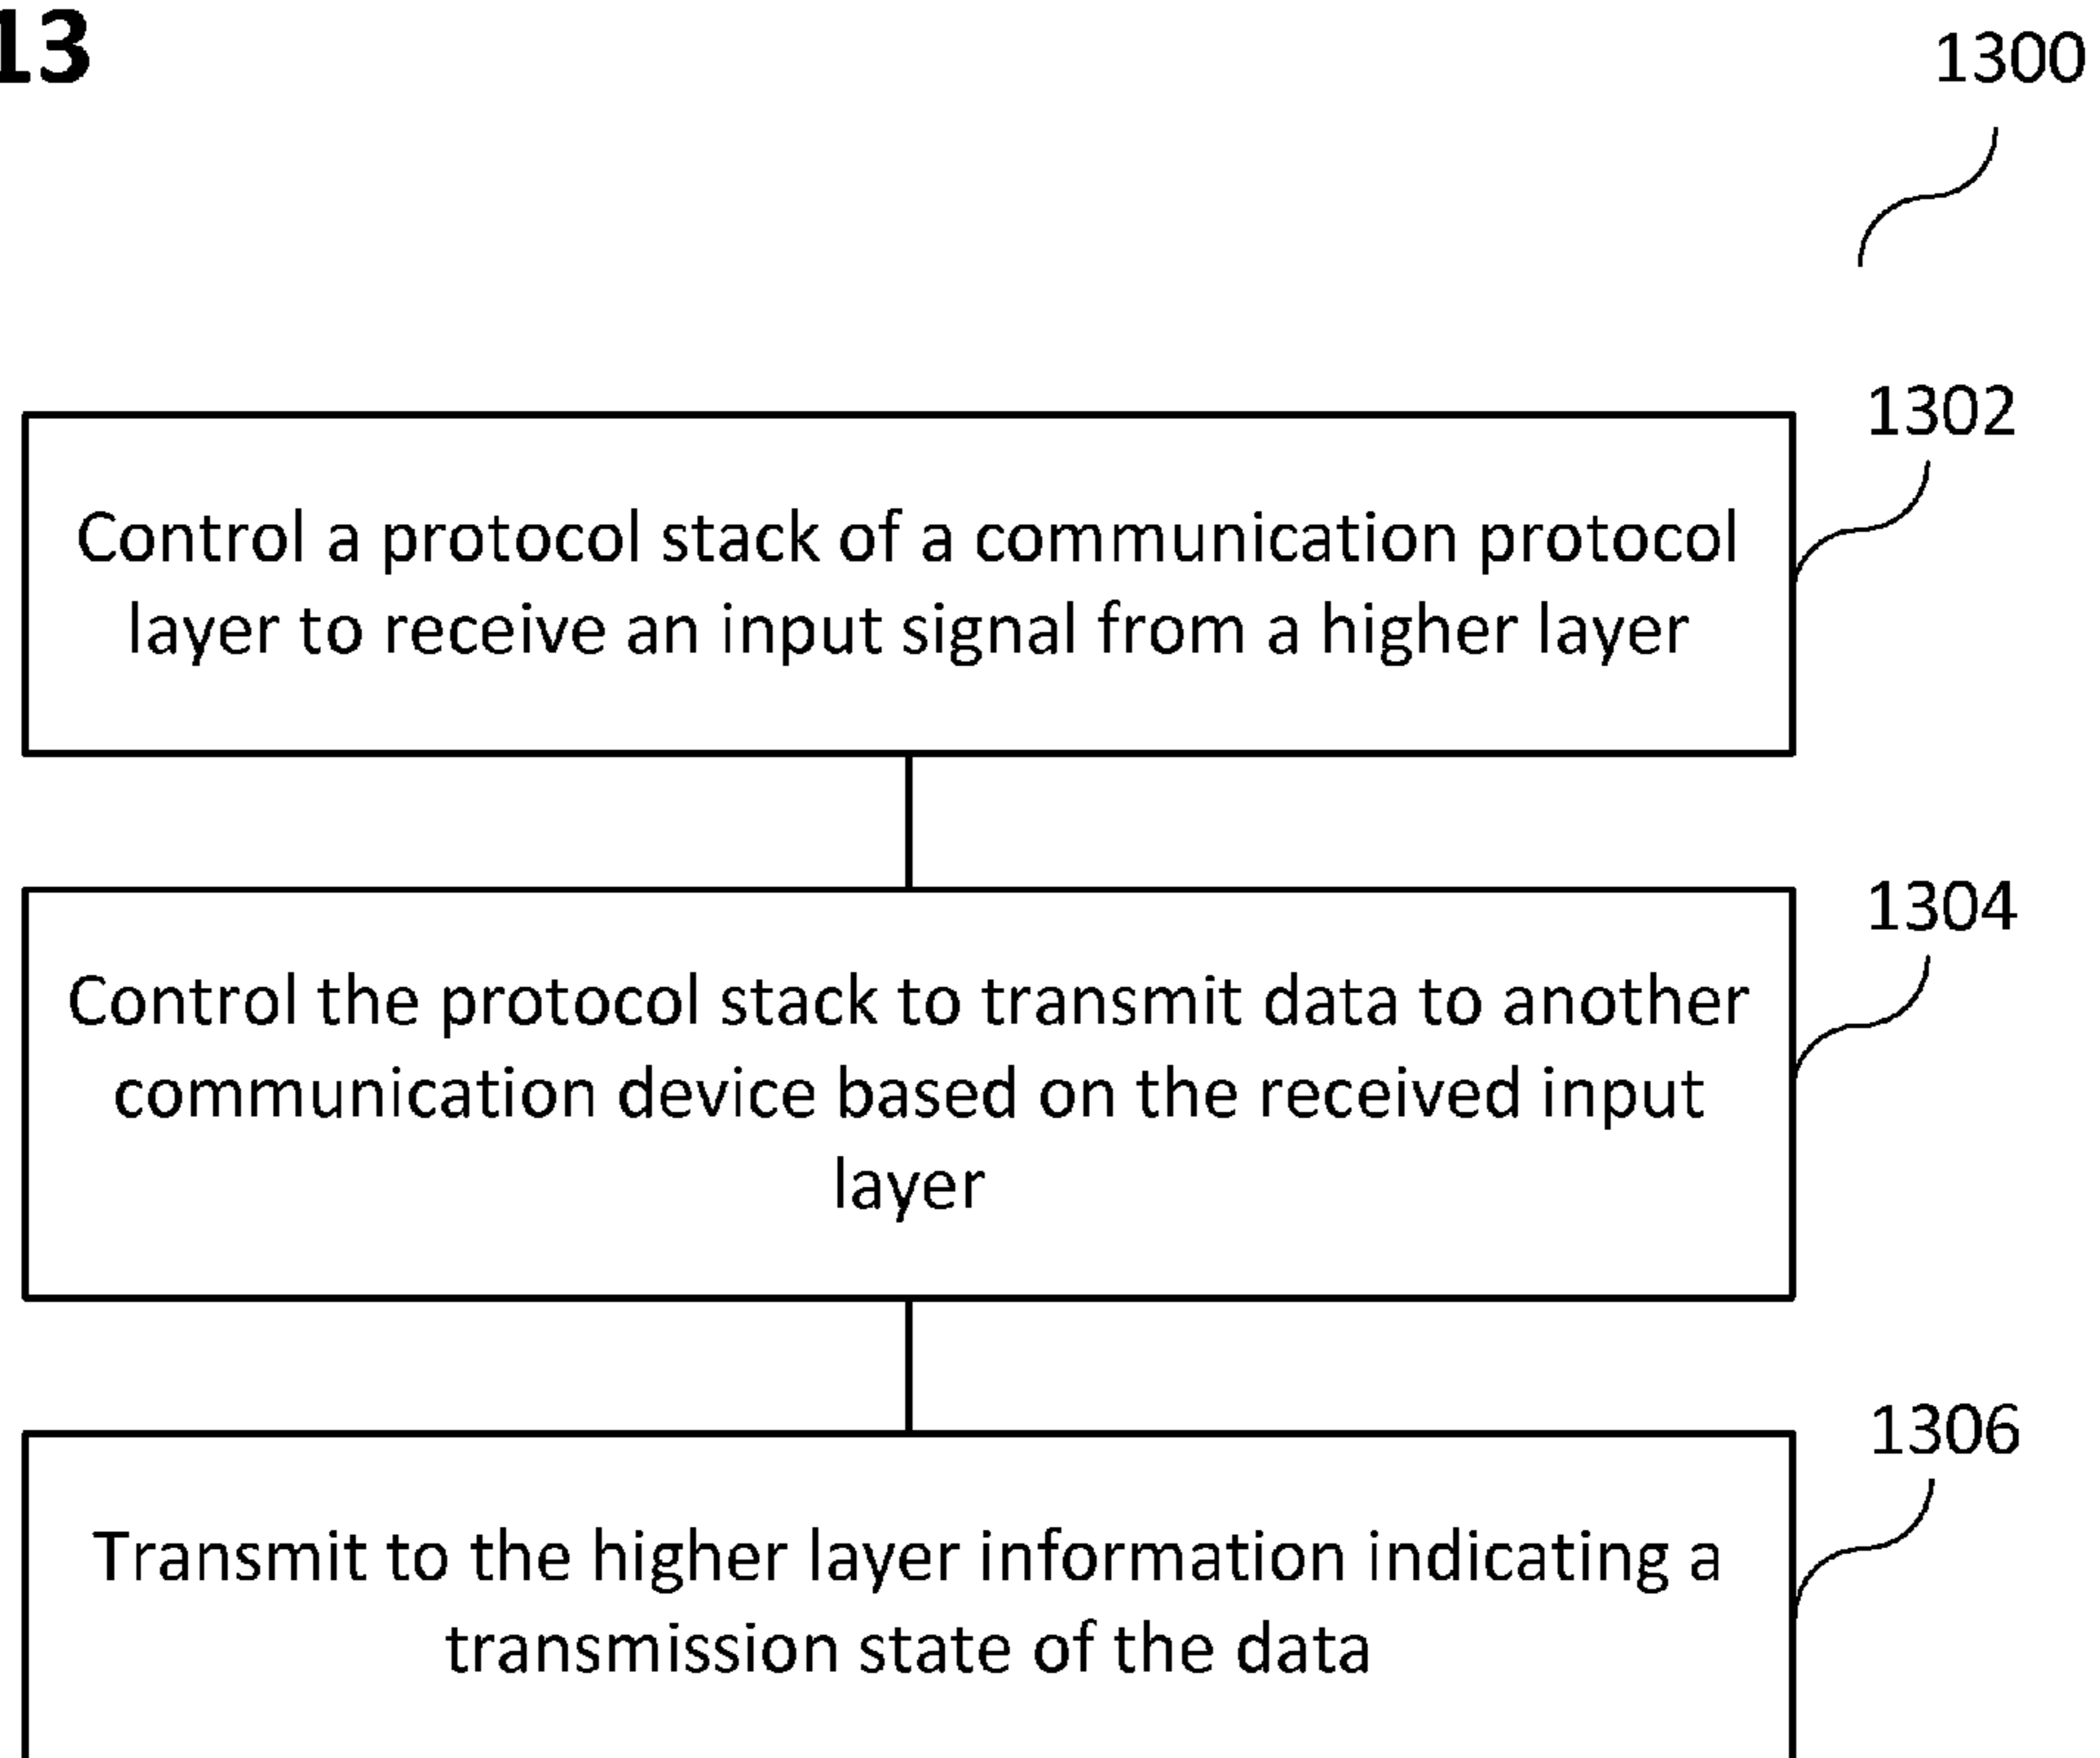 13
1300
1302
Control a protocol stack of a communication protocol
layer to receive an input signal from a higher layer
1304
Control the protocol stack to transmit data to another
communication device based on the received input
layer
1306
Transmit to the higher layer information indicating a
transmission state of the data